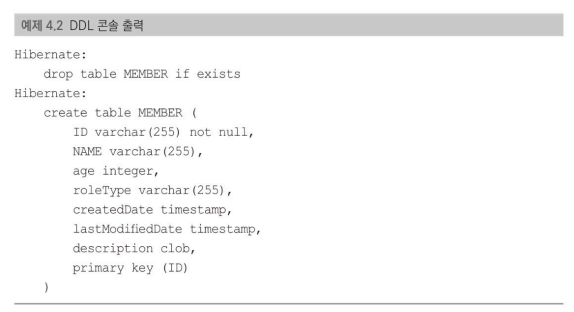 예제 4.2 DDL 콘솔 출력
Hibernate:
    drop table MEMBER if exists
Hibernate:
    create table MEMBER (
        ID varchar(255) not null,
        NAME varchar(255),
        age integer,
        roleType varchar(255),
        createdDate timestamp,
        lastModifiedDate timestamp,
        description clob,
        primary key (ID)
    )